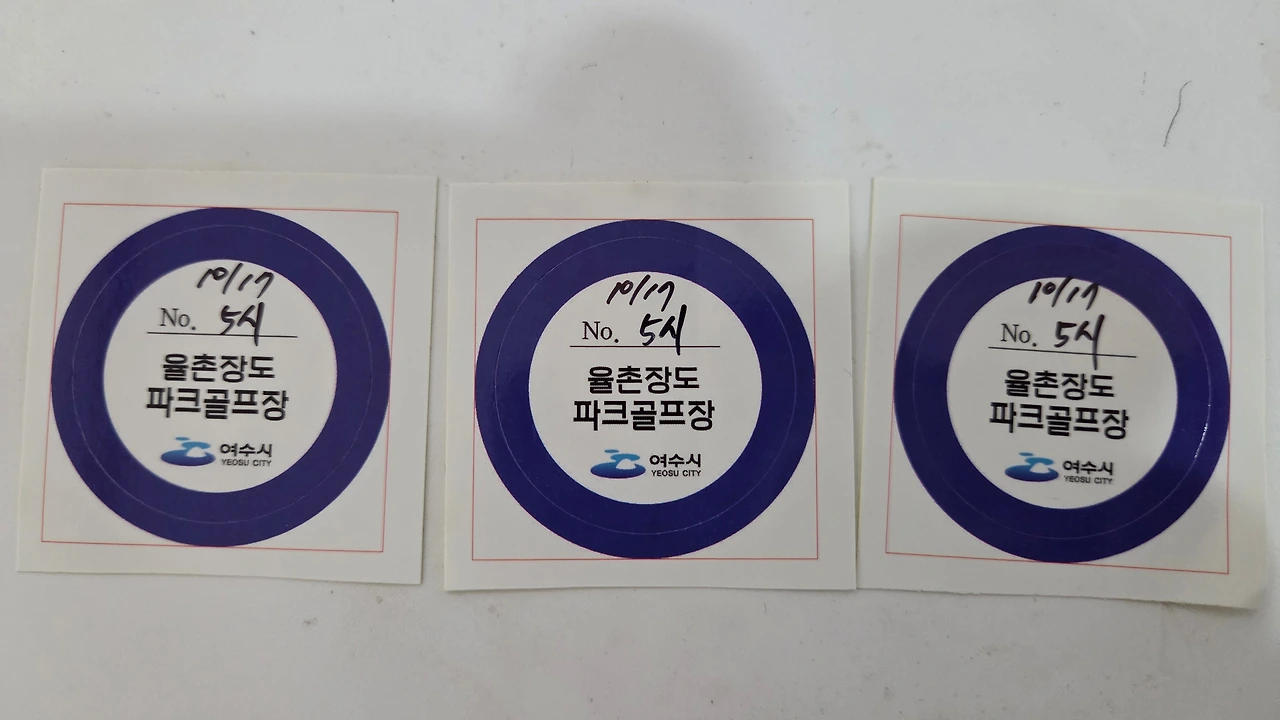 10/17
No. 5시
율촌장도
파크골프장
여수시
YEOSU CITY
10/17
No. 5시
율촌장도
파크골프장
여수시
YEOSU CITY
10/17
No. 5시
율촌장도
파크골프장
여수시
YEOSU CITY